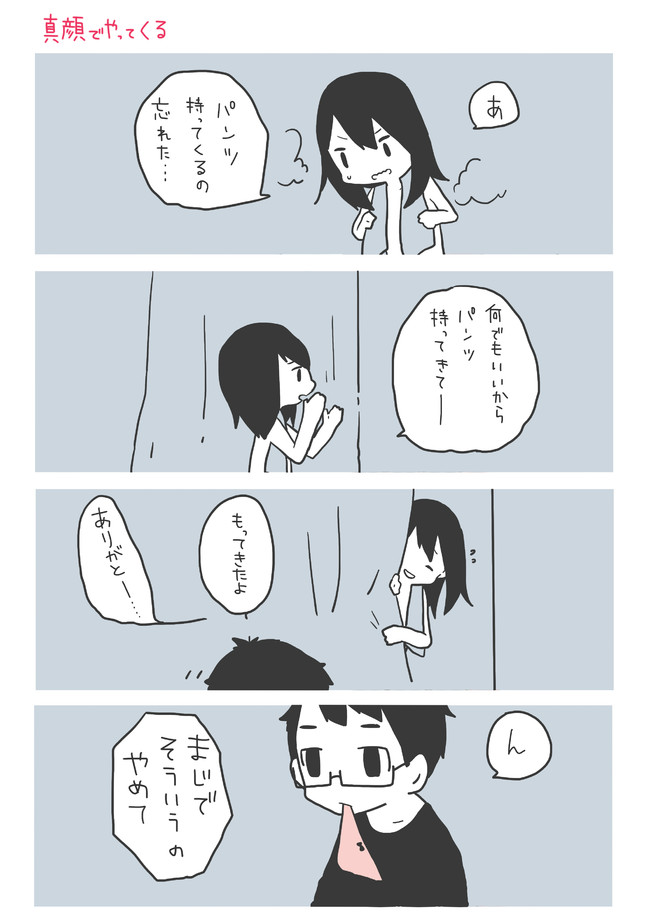 真顔でやってくる
あ
パンツ
持ってくるの
忘れた…
何でもいいから
パンツ
持ってきてー
もってきたよ
ありがとー……
ん
まじで
そういうの
やめて